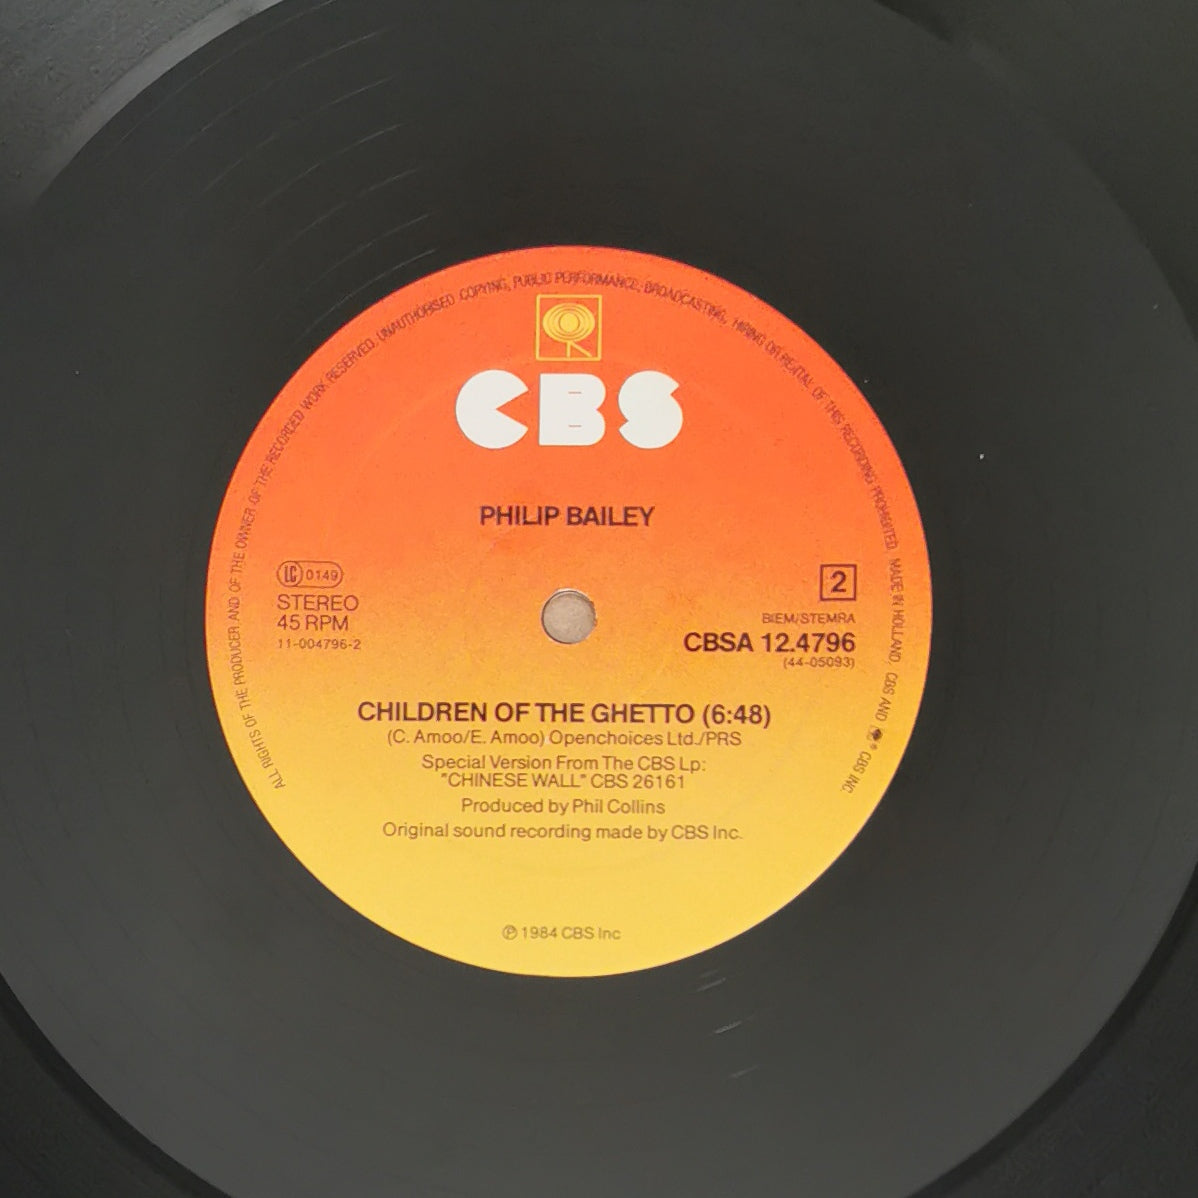 ALL RIGHTS OF THE PRODUCER AND OF THE OWNER OF THE RECORDED WORK RESERVED. UNAUTHORISED COPYING, PUBLIC PERFORMANCE, BROADCASTING, HIRING OR RENTAL OF THIS RECORDING PROHIBITED. MADE IN HOLLAND, CBS AND ® CBS INC.
CBS
PHILIP BAILEY
LC 0149
STEREO
45 RPM
11-004796-2
2
BIEM/STEMRA
CBSA 12.4796
(44-05093)
CHILDREN OF THE GHETTO (6:48)
(C. Amoo/E. Amoo) Openchoices Ltd./PRS
Special Version From The CBS Lp:
"CHINESE WALL" CBS 26161
Produced by Phil Collins
Original sound recording made by CBS Inc.
℗ 1984 CBS Inc